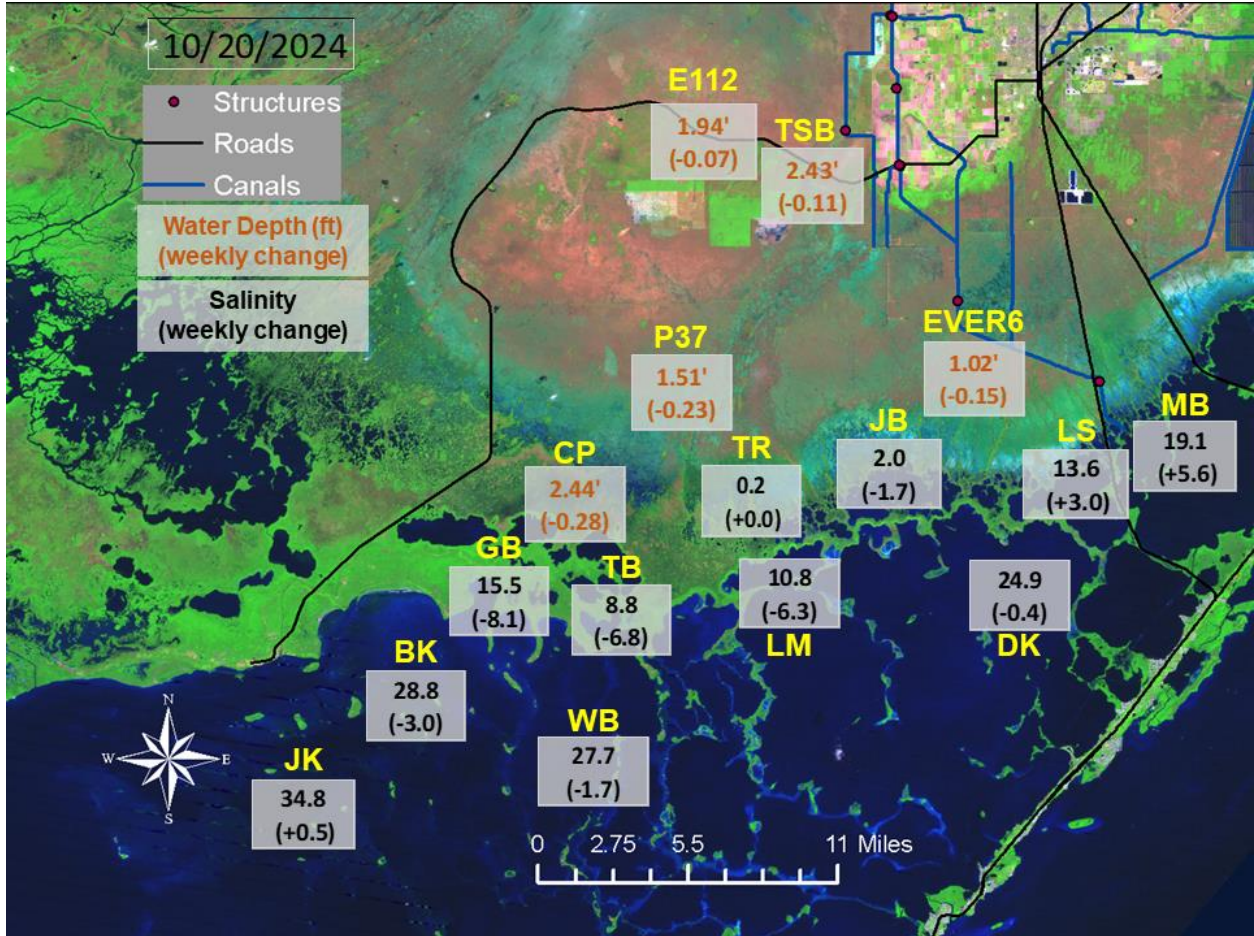 10/20/2024
Structures
Roads
Canals
Water Depth (ft)
(weekly change)
Salinity
(weekly change)
E112
1.94'
(-0.07)
TSB
2.43'
(-0.11)
P37
1.51'
(-0.23)
EVER6
1.02'
(-0.15)
CP
2.44'
(-0.28)
TR
0.2
(+0.0)
JB
2.0
(-1.7)
LS
13.6
(+3.0)
MB
19.1
(+5.6)
GB
15.5
(-8.1)
TB
8.8
(-6.8)
10.8
(-6.3)
LM
24.9
(-0.4)
DK
BK
28.8
(-3.0)
WB
27.7
(-1.7)
JK
34.8
(+0.5)
N
W E
S
0 2.75 5.5 11 Miles